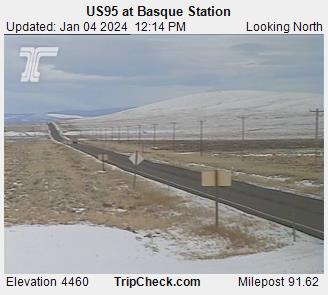 US95 at Basque Station
Updated: Jan 04 2024 12:14 PM Looking North
Elevation 4460 TripCheck.com Milepost 91.62